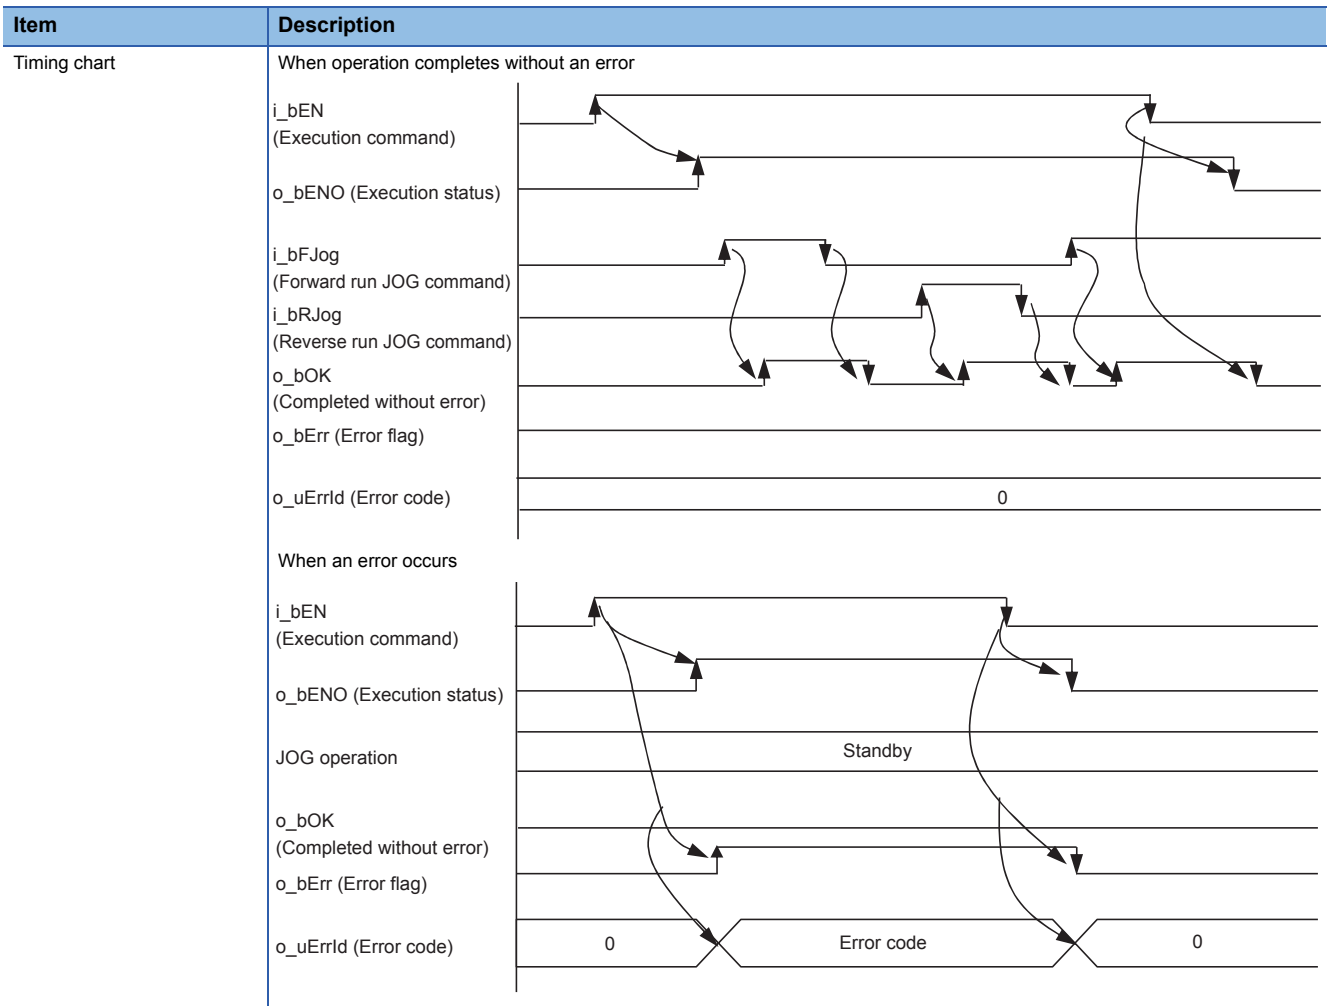 Item Description
Timing chart When operation completes without an error
i_bEN
(Execution command)
o_bENO (Execution status)
i_bFJog
(Forward run JOG command)
i_bRJog
(Reverse run JOG command)
o_bOK
(Completed without error)
o_bErr (Error flag)
o_uErrId (Error code) 0
When an error occurs
i_bEN
(Execution command)
o_bENO (Execution status)
JOG operation Standby
o_bOK
(Completed without error)
o_bErr (Error flag)
o_uErrId (Error code) 0 Error code 0